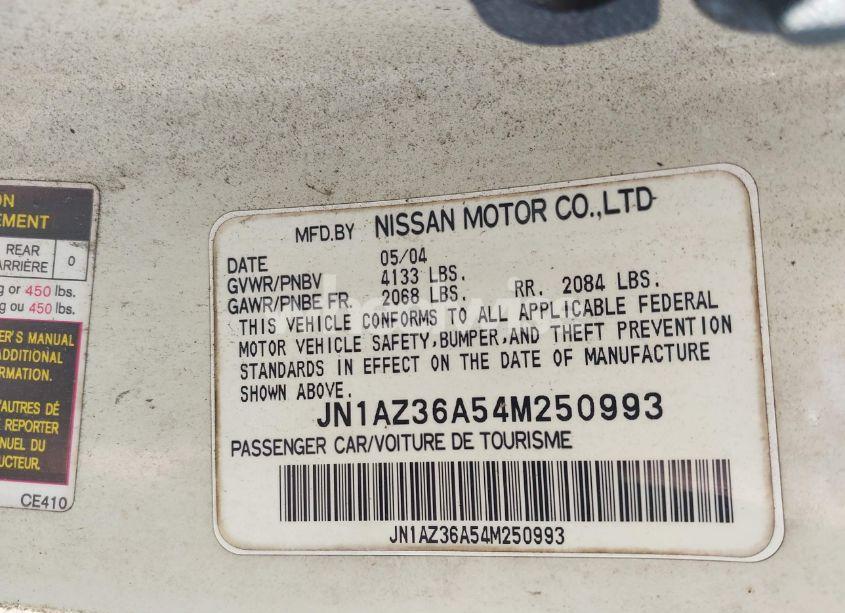 ON
EMENT
REAR
ARRIÈRE
0
g or 450 lbs.
g ou 450 lbs.
ER'S MANUAL
ADDITIONAL
ORMATION.
'AUTRES DÉ
REPORTER
NUEL DU
UCTEUR.
CE410
MFD.BY NISSAN MOTOR CO.,LTD
DATE 05/04
GVWR/PNBV 4133 LBS.
GAWR/PNBE FR. 2068 LBS. RR. 2084 LBS.
THIS VEHICLE CONFORMS TO ALL APPLICABLE FEDERAL
MOTOR VEHICLE SAFETY,BUMPER,AND THEFT PREVENTION
STANDARDS IN EFFECT ON THE DATE OF MANUFACTURE
SHOWN ABOVE.
JN1AZ36A54M250993
PASSENGER CAR/VOITURE DE TOURISME
JN1AZ36A54M250993